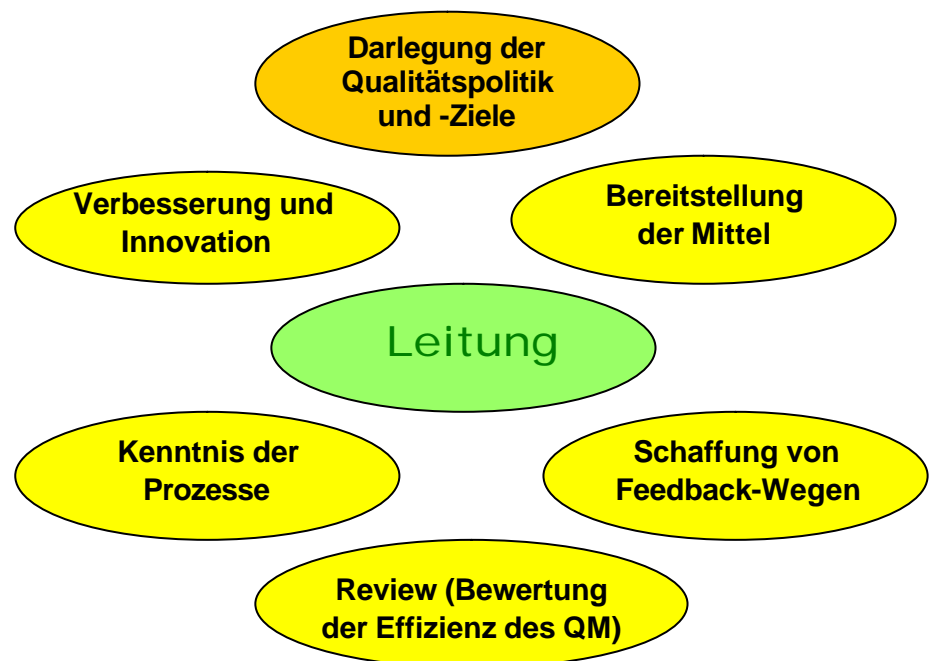 Darlegung der
Qualitätspolitik
und -Ziele
Verbesserung und
Innovation
Bereitstellung
der Mittel
Leitung
Kenntnis der
Prozesse
Schaffung von
Feedback-Wegen
Review (Bewertung
der Effizienz des QM)